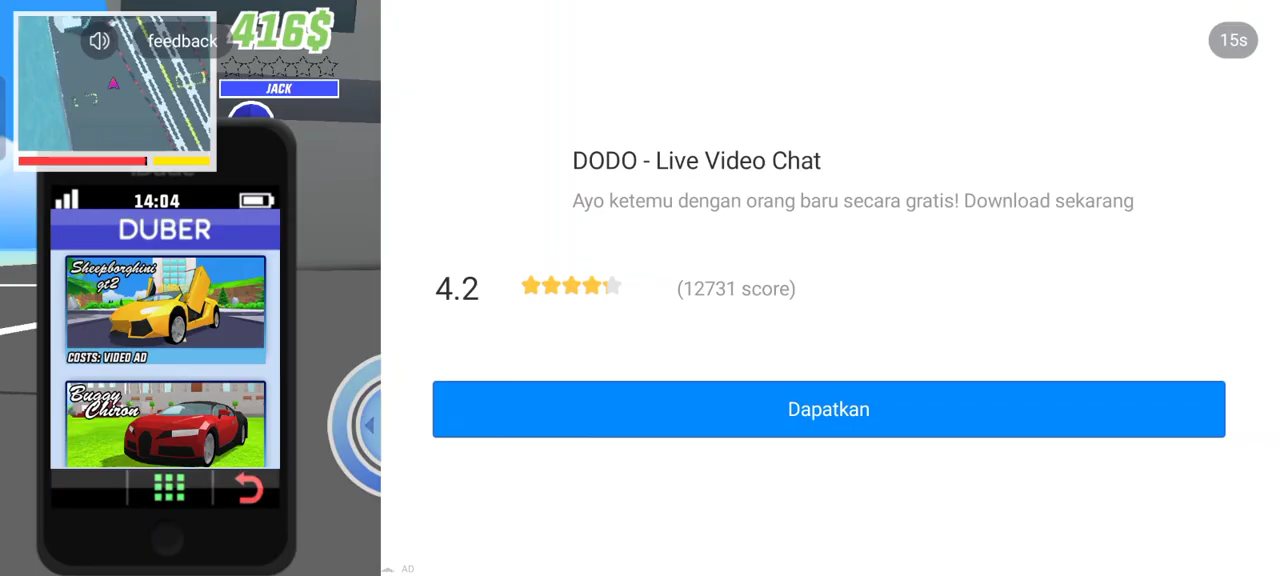 feedback
416$
JACK
14:04
DUBER
Sheepborghini
gt2
COSTS: VIDEO AD
Buggy
Chiron
15s
DODO - Live Video Chat
Ayo ketemu dengan orang baru secara gratis! Download sekarang
4.2
(12731 score)
Dapatkan
AD